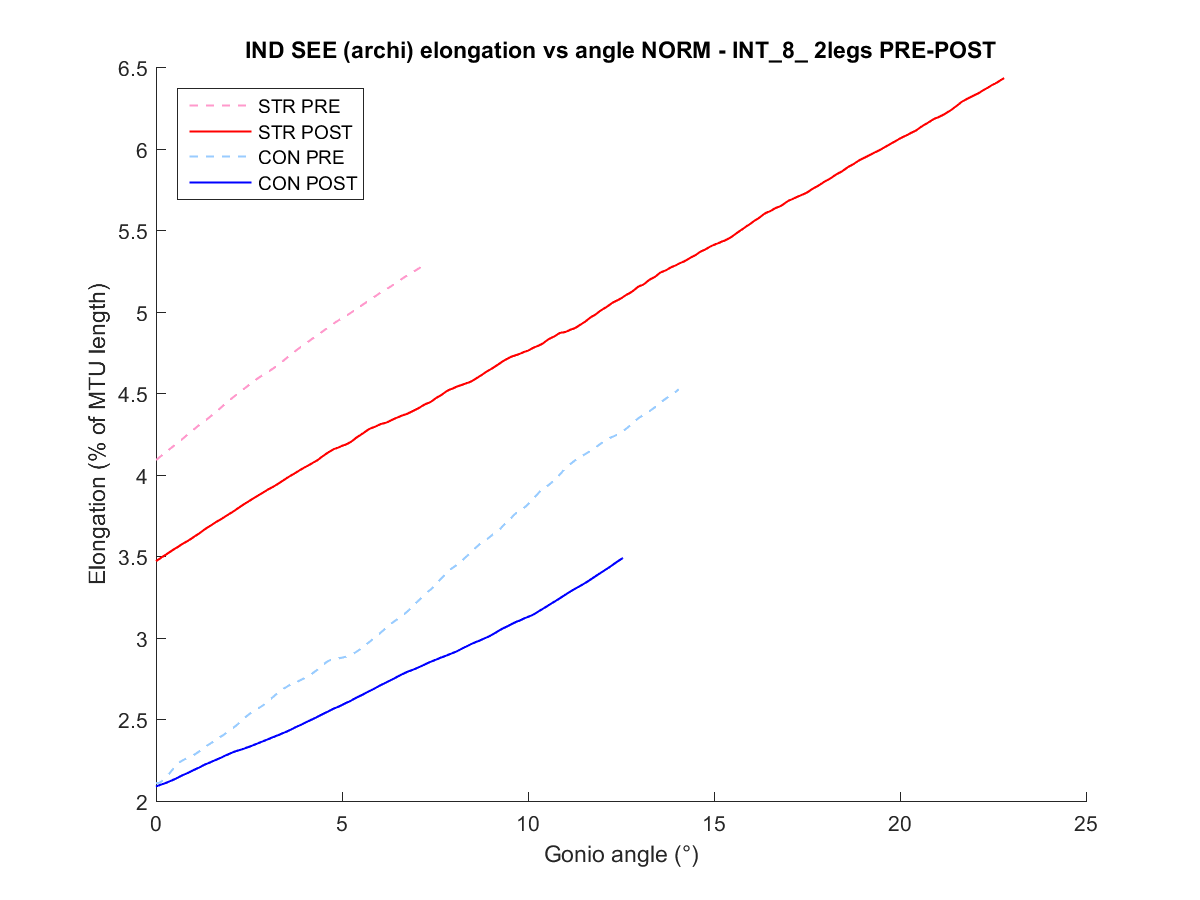 IND SEE (archi) elongation vs angle NORM - INT_8_ 2legs PRE-POST
6.5
6
5.5
5
4.5
4
3.5
3
2.5
2
STR PRE
STR POST
CON PRE
CON POST
Elongation (% of MTU length)
0 5 10 15 20 25
Gonio angle (°)